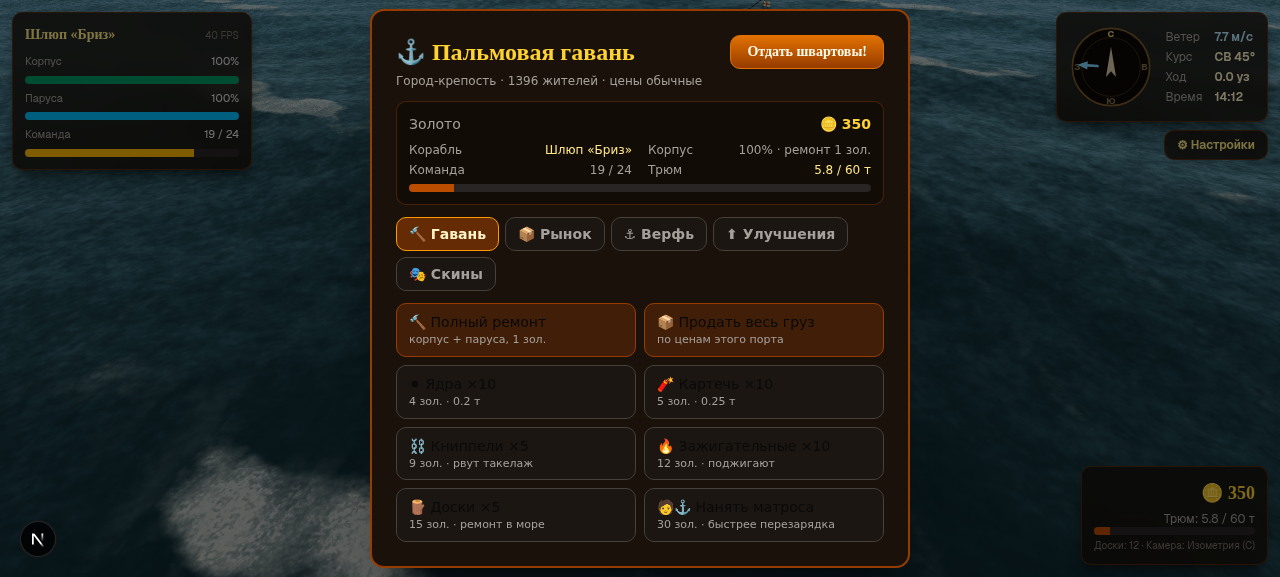 Шлюп «Бриз» 40 FPS
Корпус 100%
Паруса 100%
Команда 19 / 24
⚓ Пальмовая гавань
Отдать швартовы!
Город-крепость · 1396 жителей · цены обычные
Золото 🪙 350
Корабль Шлюп «Бриз» Корпус 100% · ремонт 1 зол.
Команда 19 / 24 Трюм 5.8 / 60 т
🔨 Гавань 📦 Рынок ⚓ Верфь ⬆ Улучшения
🎭 Скины
🔨 Полный ремонт
корпус + паруса, 1 зол.
📦 Продать весь груз
по ценам этого порта
Ядра ×10
4 зол. · 0.2 т
🧨 Картечь ×10
5 зол. · 0.25 т
⛓ Книппели ×5
9 зол. · рвут такелаж
🔥 Зажигательные ×10
12 зол. · поджигают
🪵 Доски ×5
15 зол. · ремонт в море
🧑⚓ Нанять матроса
30 зол. · быстрее перезарядка
С
З В
Ю
Ветер 7.7 м/с
Курс СВ 45°
Ход 0.0 уз
Время 14:12
⚙ Настройки
🪙 350
Трюм: 5.8 / 60 т
Доски: 12 · Камера: Изометрия (C)
N